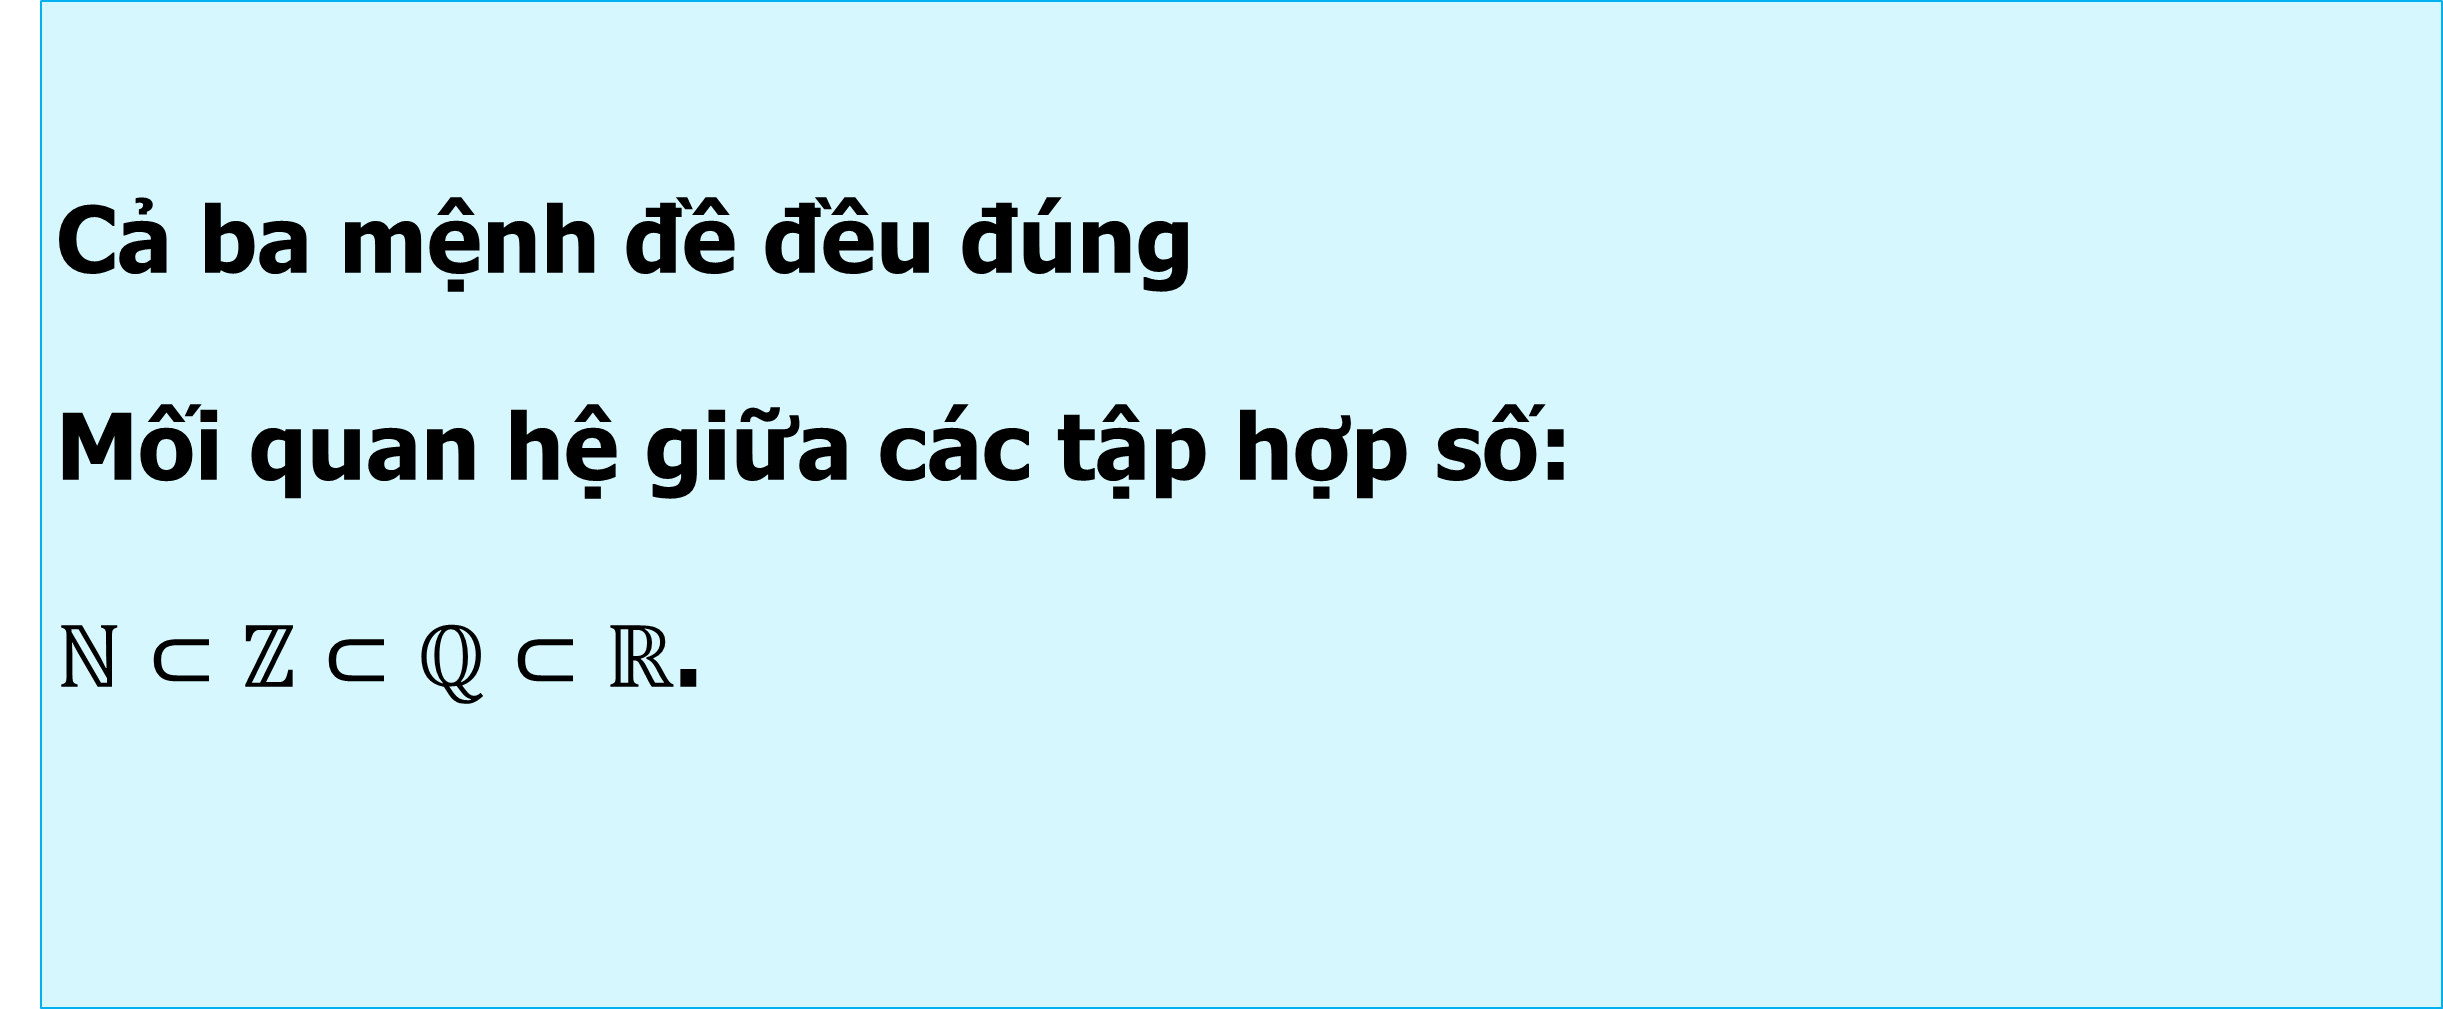 Cả ba mệnh đề đều đúng
Mối quan hệ giữa các tập hợp số:
ℕ ⊂ ℤ ⊂ ℚ ⊂ ℝ.